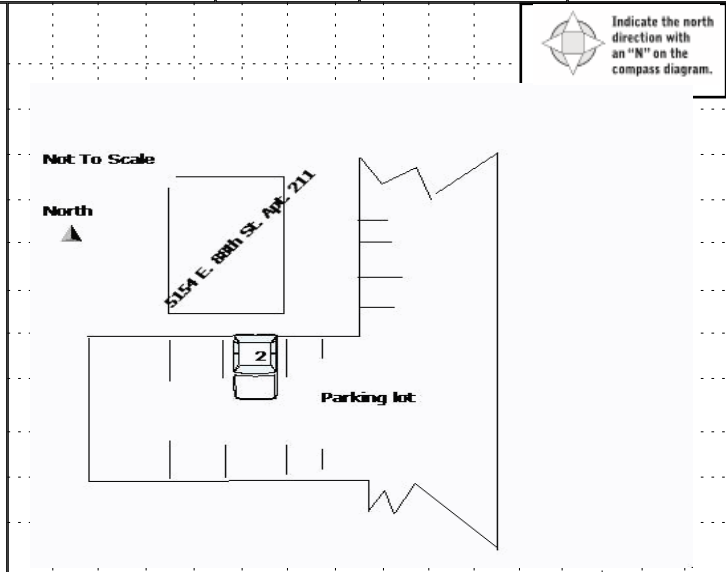 Indicate the north
direction with
an “N” on the
compass diagram.
Not To Scale
North
5154 E. 88th St. Apt. 211
2
Parking lot